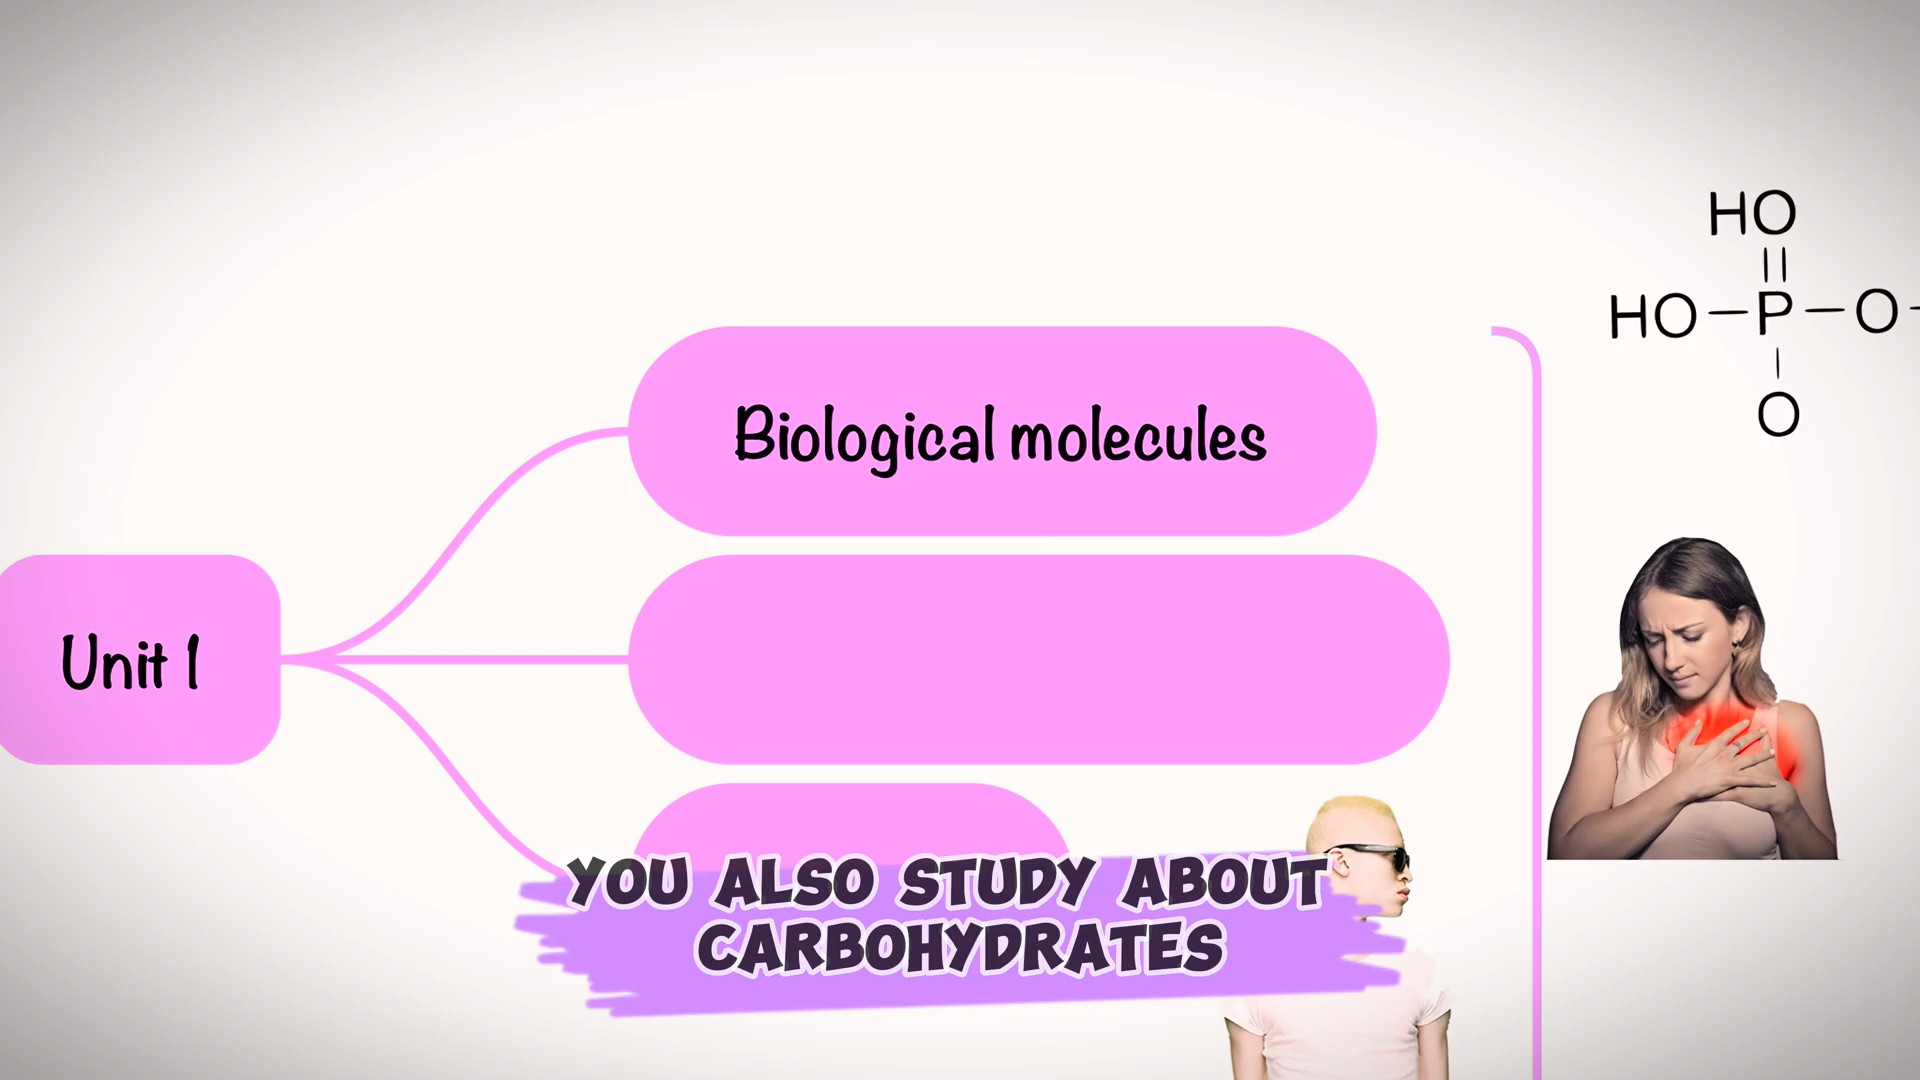 HO
HO P O
O
Biological molecules
Unit 1
YOU ALSO STUDY ABOUT
CARBOHYDRATES